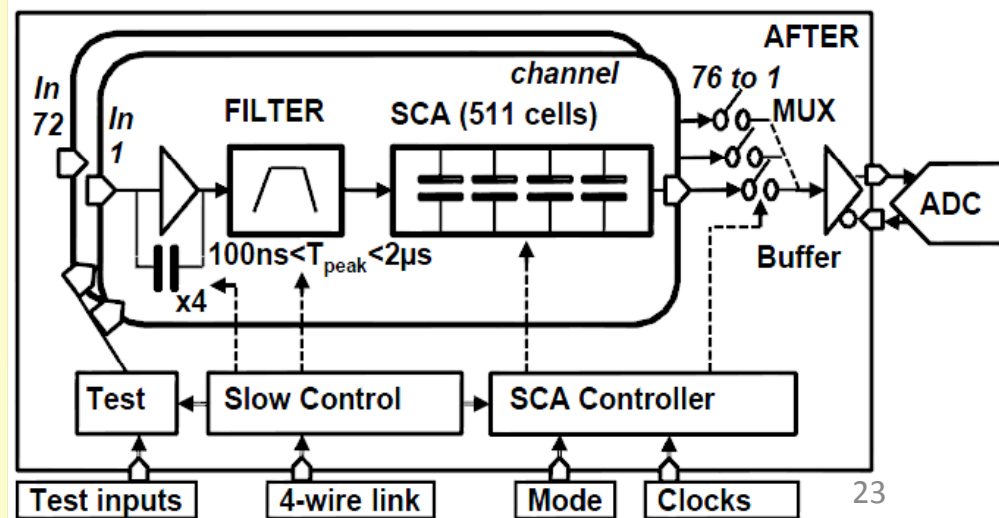 AFTER
channel
76 to 1
MUX
In
72
In
1
FILTER
SCA (511 cells)
100ns<Tpeak<2µs
x4
Buffer
ADC
Test
Slow Control
SCA Controller
Test inputs
4-wire link
Mode
Clocks
23